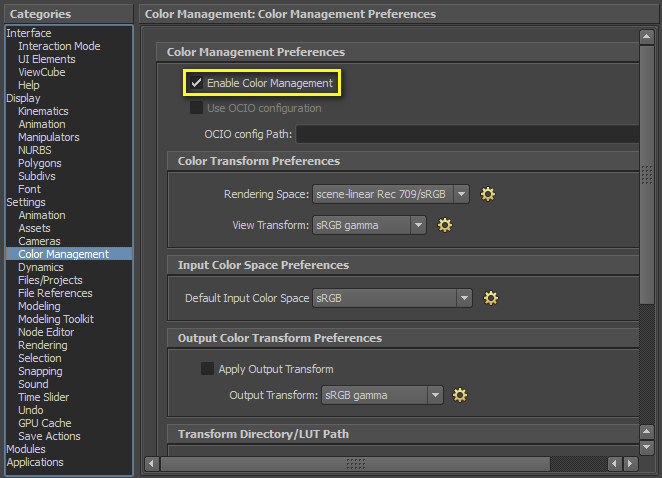 Categories
Interface
Interaction Mode
UI Elements
ViewCube
Help
Display
Kinematics
Animation
Manipulators
NURBS
Polygons
Subdivs
Font
Settings
Animation
Assets
Cameras
Color Management
Dynamics
Files/Projects
File References
Modeling
Modeling Toolkit
Node Editor
Rendering
Selection
Snapping
Sound
Time Slider
Undo
GPU Cache
Save Actions
Modules
Applications
Color Management: Color Management Preferences
Color Management Preferences
Enable Color Management
Use OCIO configuration
OCIO config Path:
Color Transform Preferences
Rendering Space: scene-linear Rec 709/sRGB
View Transform: sRGB gamma
Input Color Space Preferences
Default Input Color Space sRGB
Output Color Transform Preferences
Apply Output Transform
Output Transform: sRGB gamma
Transform Directory/LUT Path